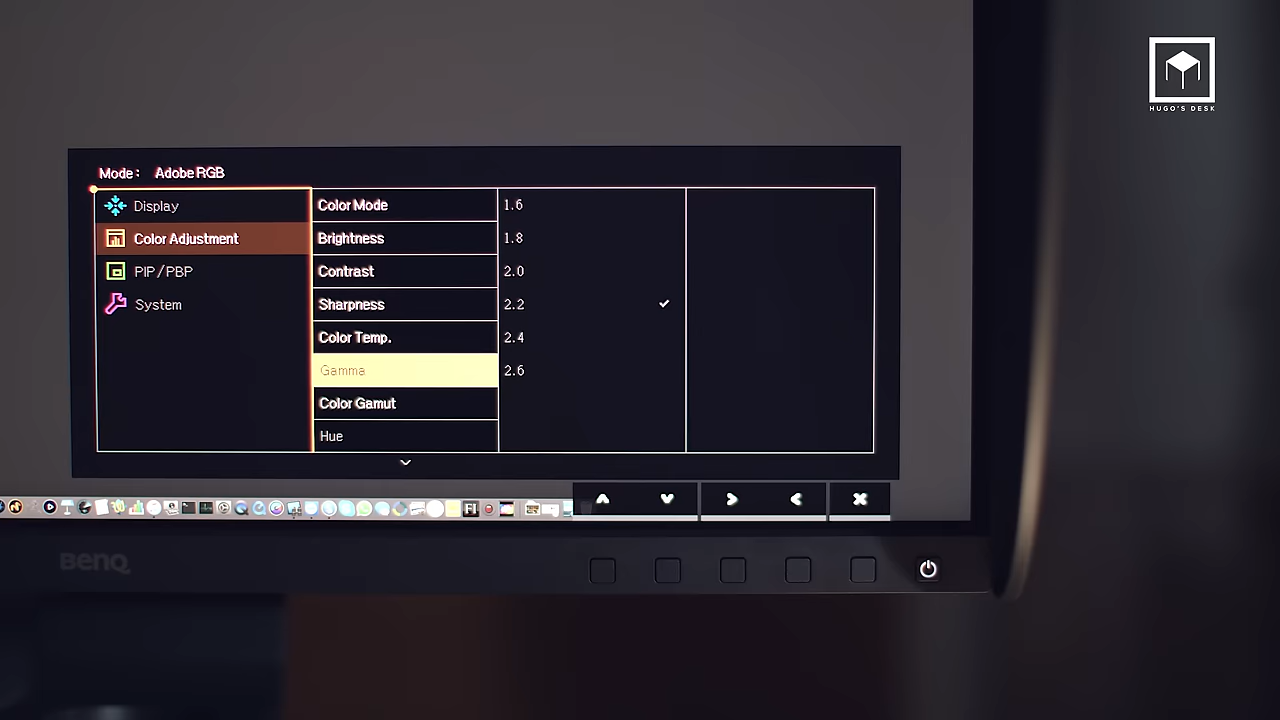 HUGO'S DESK
Mode: Adobe RGB
Display
Color Adjustment
PIP/PBP
System
Color Mode
Brightness
Contrast
Sharpness
Color Temp.
Gamma
Color Gamut
Hue
1.6
1.8
2.0
2.2
2.4
2.6
BenQ